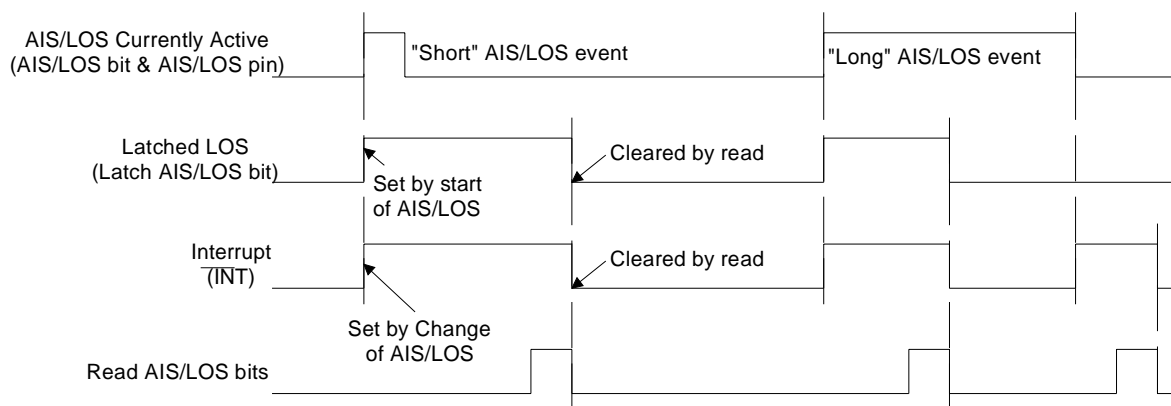 AIS/LOS Currently Active
(AIS/LOS bit & AIS/LOS pin)
"Short" AIS/LOS event
"Long" AIS/LOS event
Latched LOS
(Latch AIS/LOS bit)
Set by start
of AIS/LOS
Cleared by read
Interrupt
(INT)
Set by Change
of AIS/LOS
Cleared by read
Read AIS/LOS bits